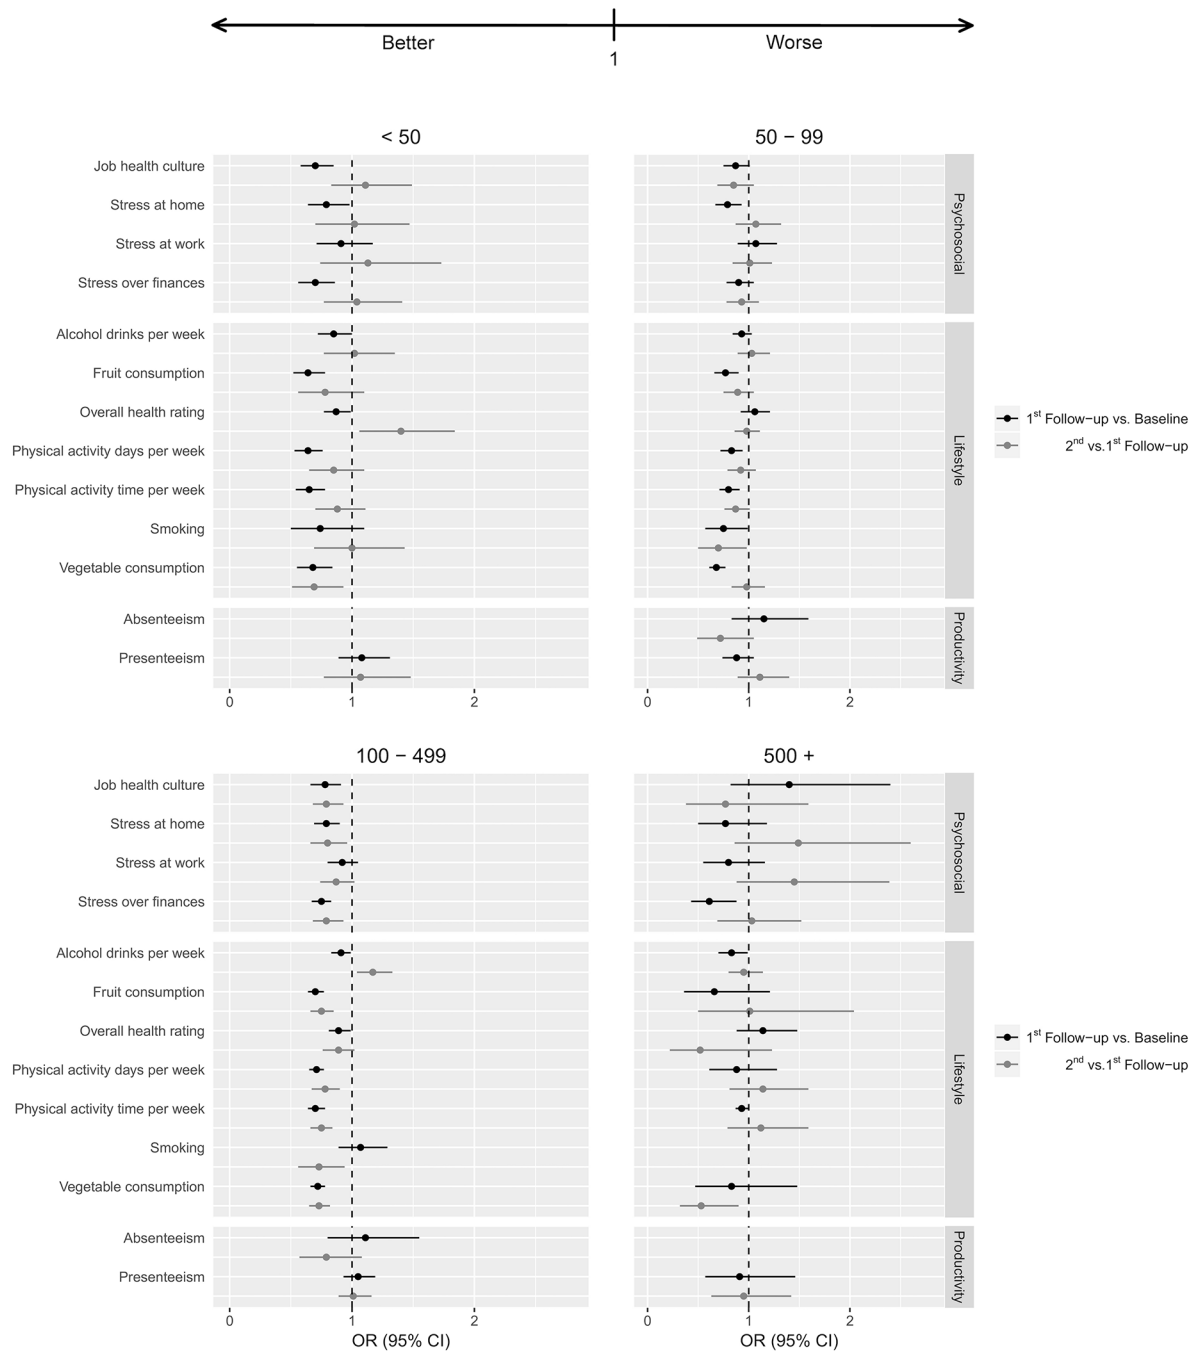 Better
Worse
1
< 50
50 − 99
Job health culture
Stress at home
Stress at work
Stress over finances
Psychosocial
Alcohol drinks per week
Fruit consumption
Overall health rating
Physical activity days per week
Physical activity time per week
Smoking
Vegetable consumption
Lifestyle
Absenteeism
Presenteeism
Productivity
0 1 2
0 1 2
1st Follow−up vs. Baseline
2nd vs.1st Follow−up
100 − 499
500 +
Job health culture
Stress at home
Stress at work
Stress over finances
Psychosocial
Alcohol drinks per week
Fruit consumption
Overall health rating
Physical activity days per week
Physical activity time per week
Smoking
Vegetable consumption
Lifestyle
Absenteeism
Presenteeism
Productivity
0 1 2
0 1 2
OR (95% CI)
OR (95% CI)
1st Follow−up vs. Baseline
2nd vs.1st Follow−up